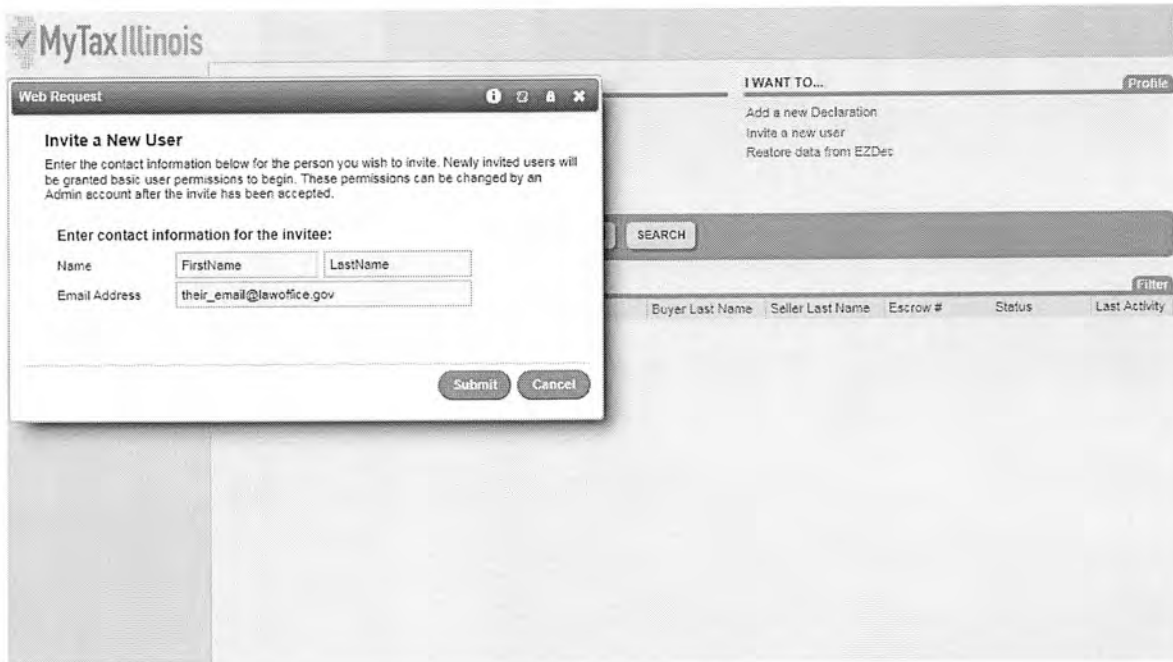 MyTax Illinois
Web Request
Invite a New User
Enter the contact information below for the person you wish to invite. Newly invited users will
be granted basic user permissions to begin. These permissions can be changed by an
Admin account after the invite has been accepted.
Enter contact information for the invitee:
Name FirstName LastName
Email Address their_email@lawoffice.gov
Submit Cancel
I WANT TO... Profile
Add a new Declaration
Invite a new user
Restore data from EZDec
SEARCH
Filter
Buyer Last Name Seller Last Name Escrow # Status Last Activity